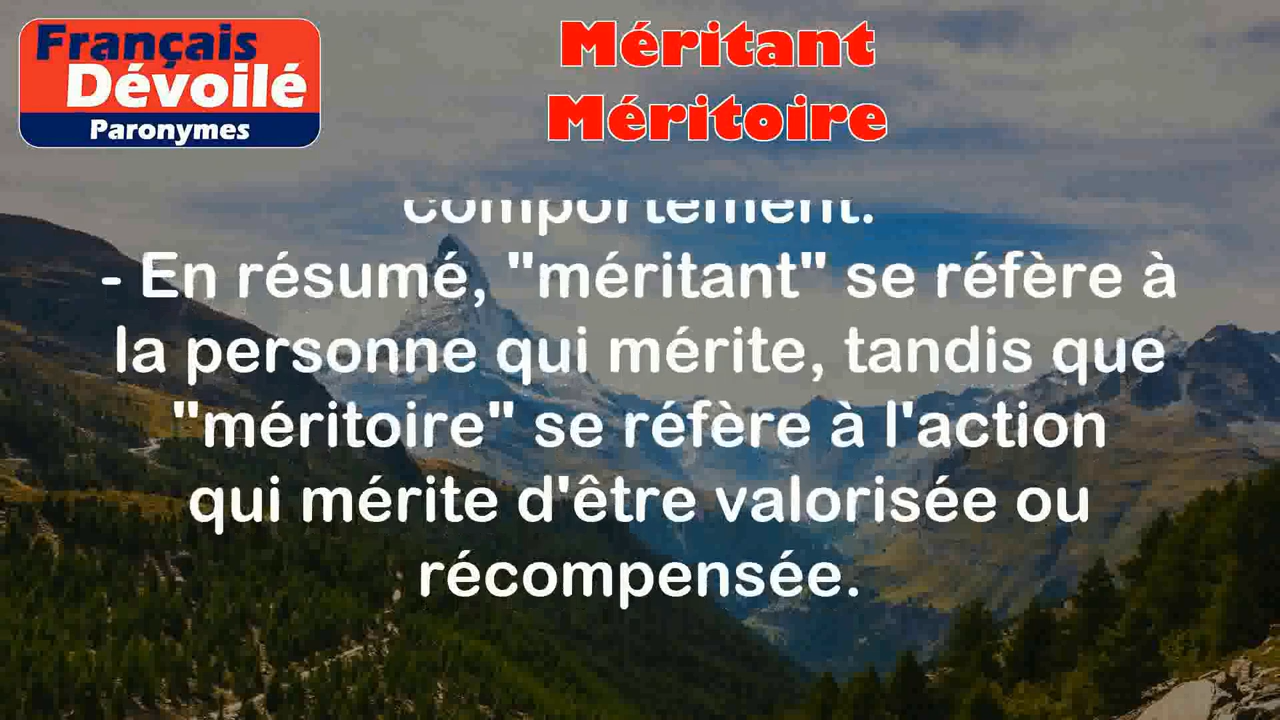 Français
Dévoilé
Paronymes
Méritant
Méritoire
comportement.
- En résumé, "méritant" se réfère à
la personne qui mérite, tandis que
"méritoire" se réfère à l'action
qui mérite d'être valorisée ou
récompensée.